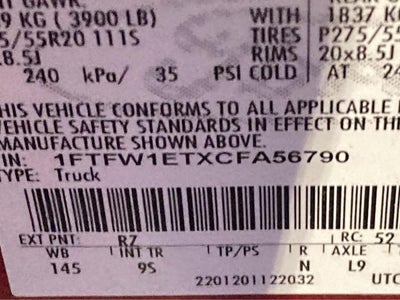 9 KG ( 3900 LB) WITH 1837 K
5/55R20 111S TIRES P275/55
8.5J RIMS 20x8.5J
240 kPa/ 35 PSI COLD AT 24
HIS VEHICLE CONFORMS TO ALL APPLICABLE
VEHICLE SAFETY STANDARDS IN EFFECT ON THE
MANUFACTURE SHOWN ABOVE.
IN: 1FTFW1ETXCFA56790
TYPE: Truck
EXT PNT: RZ RC: 52
WB INT TR TP/PS R AXLE
145 9S N L9
2201201122032 UTC